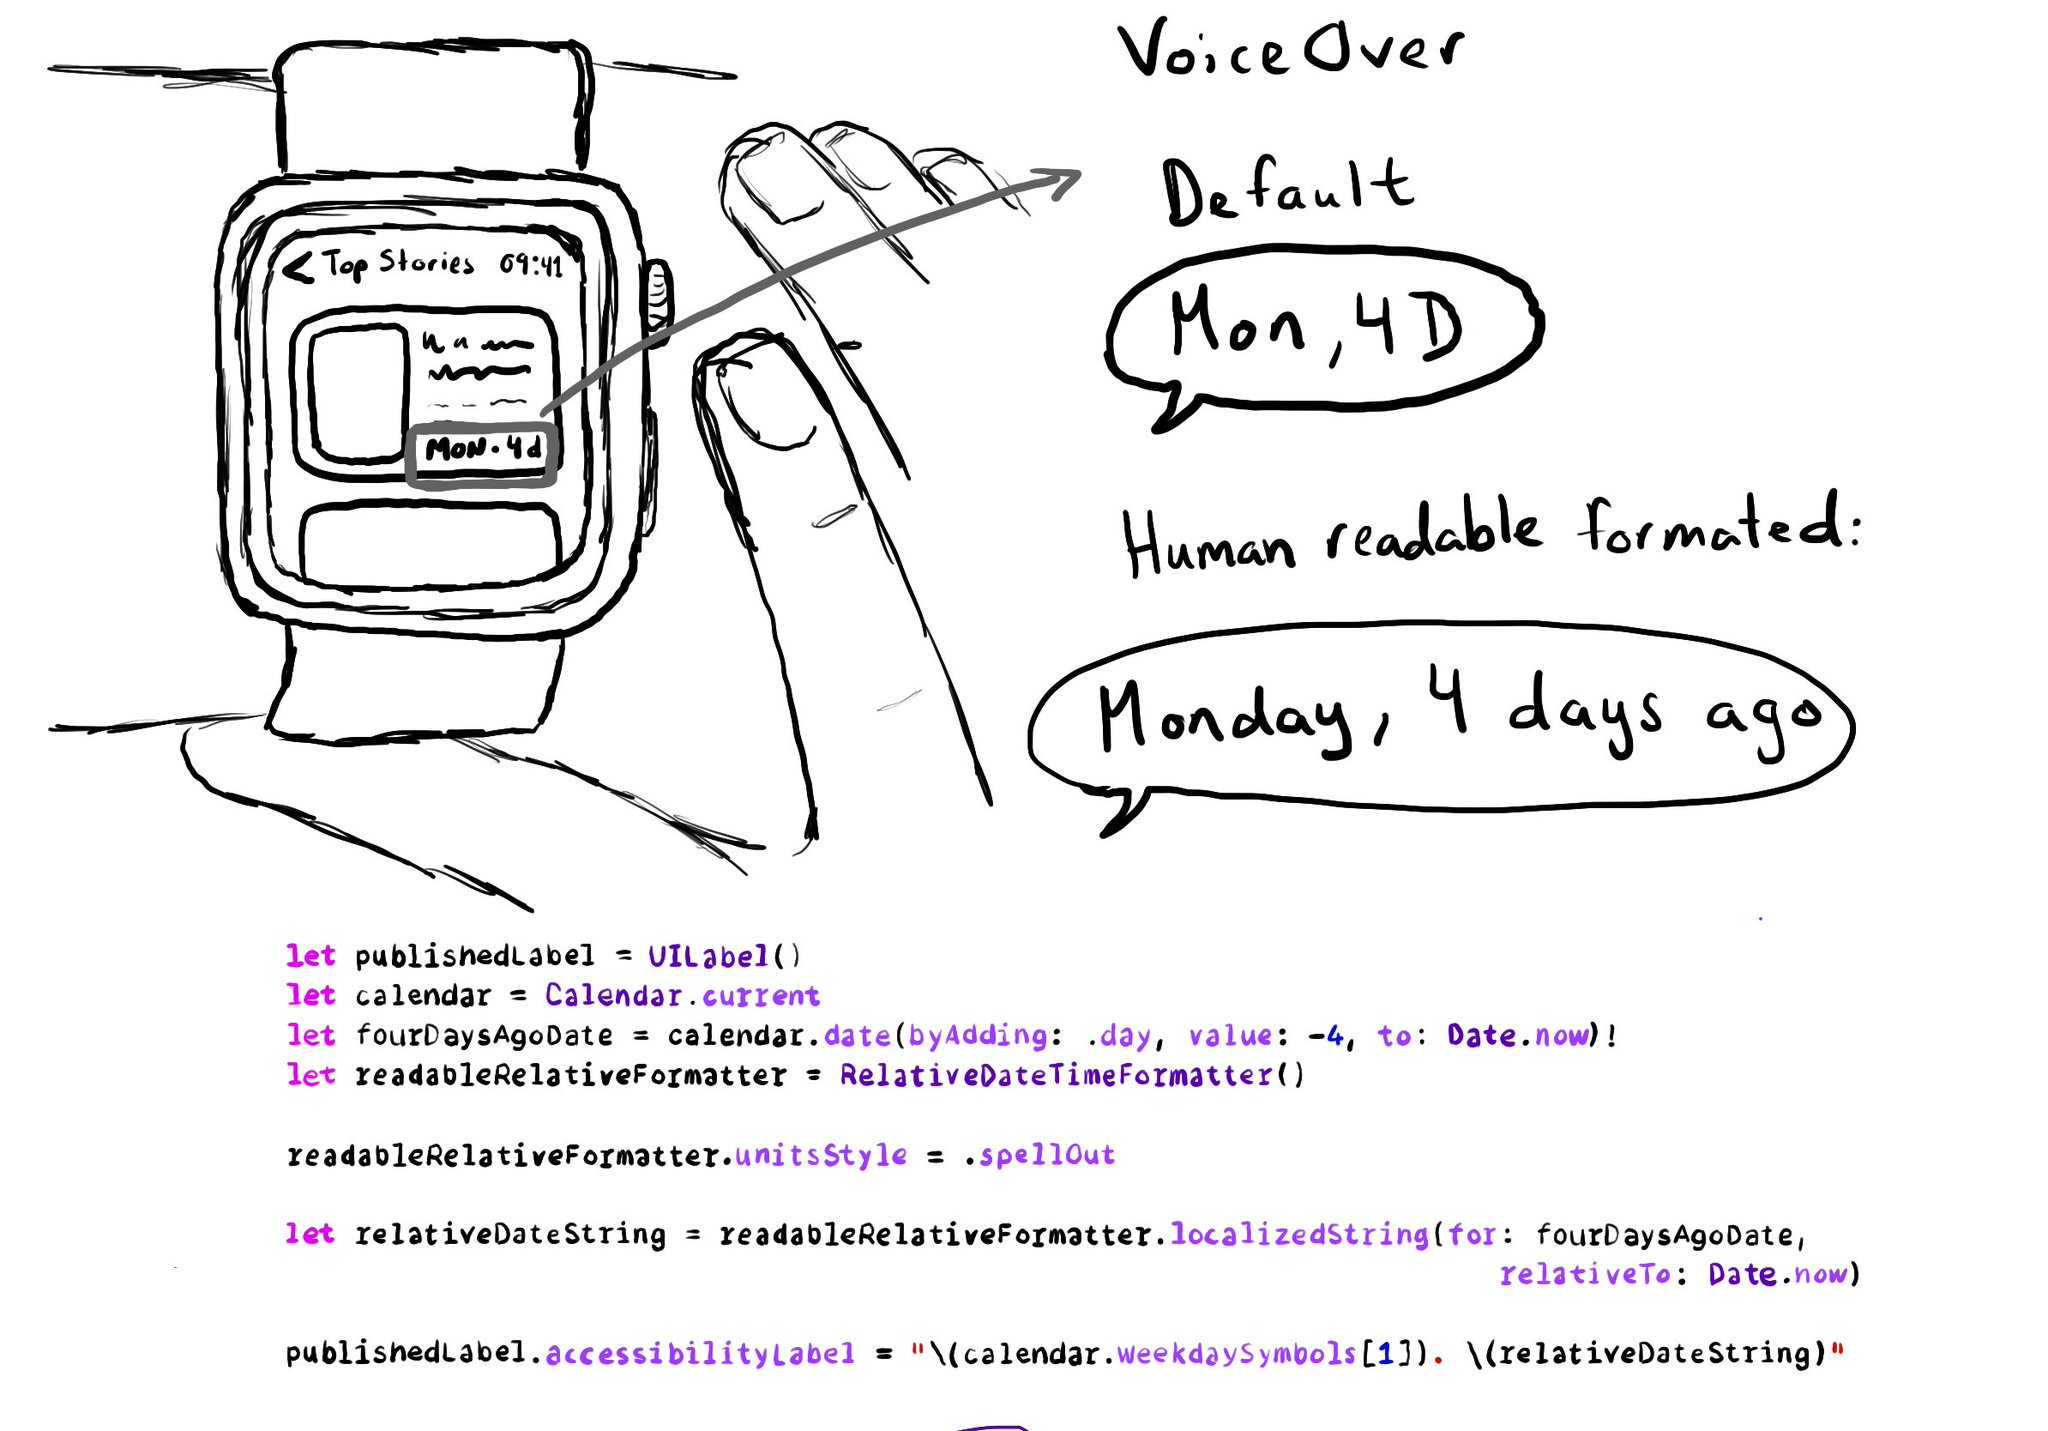 VoiceOver
Default
< Top Stories 09:41
MON. 4d
Mon, 4D
Human readable formated:
Monday, 4 days ago
let publishedLabel = UILabel()
let calendar = Calendar.current
let fourDaysAgoDate = calendar.date(byAdding: .day, value: -4, to: Date.now)!
let readableRelativeFormatter = RelativeDateTimeFormatter()
readableRelativeFormatter.unitsStyle = .spellOut
let relativeDateString = readableRelativeFormatter.localizedString(for: fourDaysAgoDate,
relativeTo: Date.now)
publishedLabel.accessibilityLabel = "\(calendar.weekdaySymbols[1]). \(relativeDateString)"